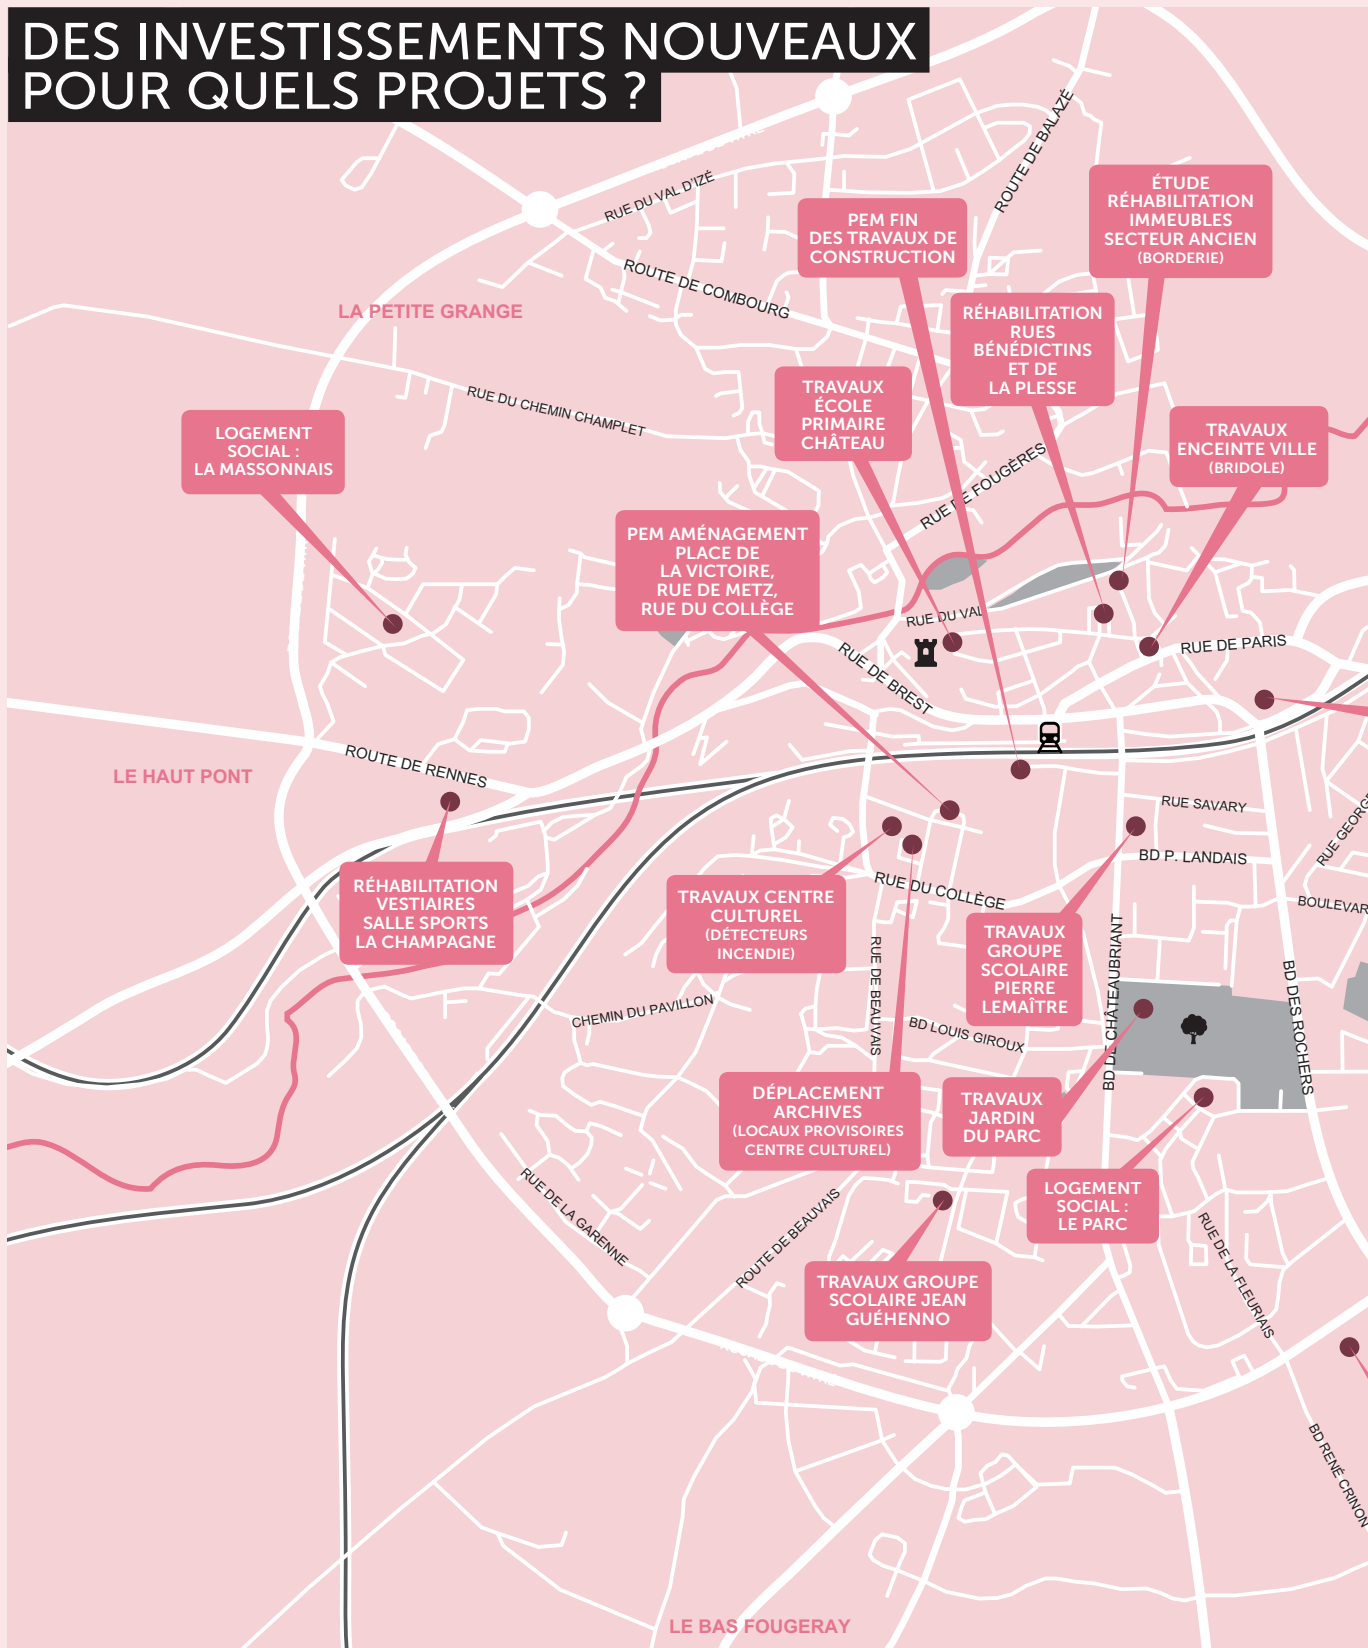 DES INVESTISSEMENTS NOUVEAUX
POUR QUELS PROJETS ?
ROUTE DE BALAZÉ
RUE DU VAL D'IZÉ
ÉTUDE
RÉHABILITATION
IMMEUBLES
SECTEUR ANCIEN
(BORDERIE)
PEM FIN
DES TRAVAUX DE
CONSTRUCTION
ROUTE DE COMBOURG
LA PETITE GRANGE
RÉHABILITATION
RUES
BÉNÉDICTINS
ET DE
LA PLESSE
TRAVAUX
ÉCOLE
PRIMAIRE
CHÂTEAU
RUE DU CHEMIN CHAMPLET
LOGEMENT
SOCIAL :
LA MASSONNAIS
TRAVAUX
ENCEINTE VILLE
(BRIDOLE)
RUE DE FOUGÈRES
PEM AMÉNAGEMENT
PLACE DE
LA VICTOIRE,
RUE DE METZ,
RUE DU COLLÈGE
RUE DU VAL
RUE DE PARIS
RUE DE BREST
ROUTE DE RENNES
LE HAUT PONT
RUE SAVARY
RUE GEORGE
BD P. LANDAIS
RÉHABILITATION
VESTIAIRES
SALLE SPORTS
LA CHAMPAGNE
TRAVAUX CENTRE
CULTUREL
(DÉTECTEURS
INCENDIE)
RUE DU COLLÈGE
BOULEVAR
TRAVAUX
GROUPE
SCOLAIRE
PIERRE
LEMAÎTRE
RUE DE BEAUVAIS
BD DE CHÂTEAUBRIANT
BD DES ROCHERS
CHEMIN DU PAVILLON
BD LOUIS GIROUX
DÉPLACEMENT
ARCHIVES
(LOCAUX PROVISOIRES
CENTRE CULTUREL)
TRAVAUX
JARDIN
DU PARC
LOGEMENT
SOCIAL :
LE PARC
RUE DE LA GARENNE
ROUTE DE BEAUVAIS
RUE DE LA FLEURIAIS
TRAVAUX GROUPE
SCOLAIRE JEAN
GUÉHENNO
BD RENÉ CRINON
LE BAS FOUGERAY